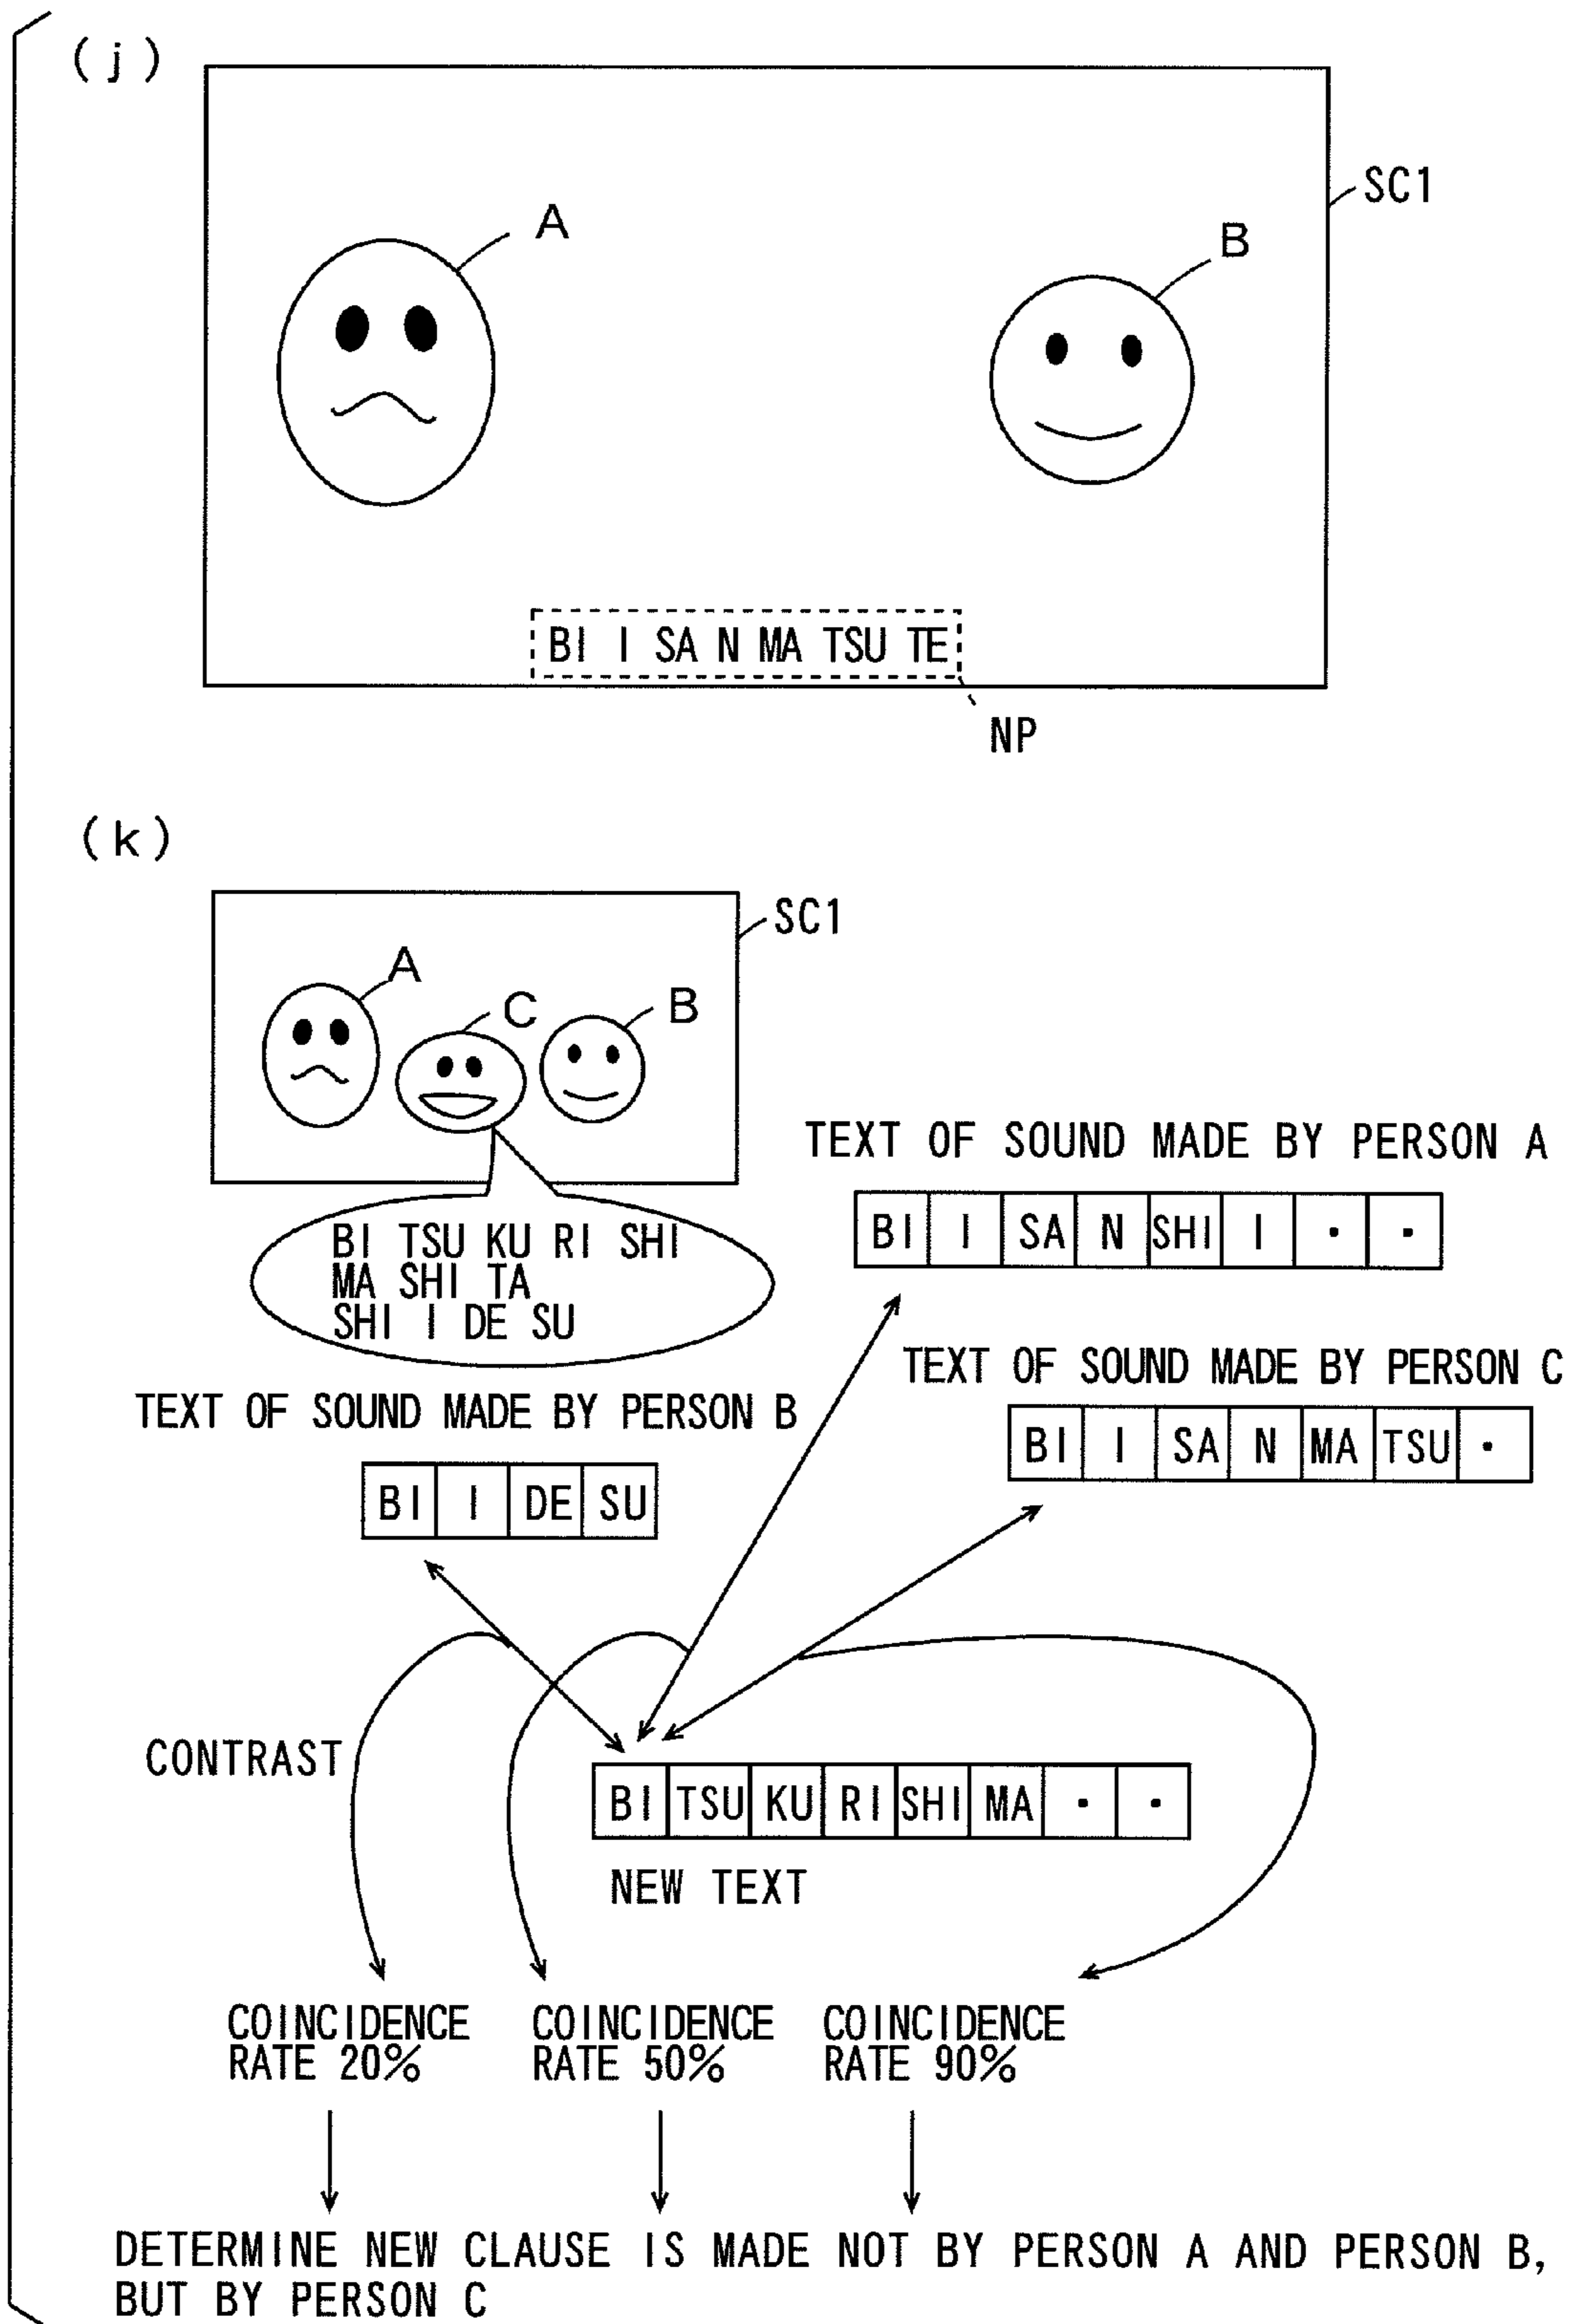 (j)
SC1
A
B
BI I SA N MA TSU TE
NP
(k)
SC1
A
C
B
BI TSU KU RI SHI
MA SHI TA
SHI I DE SU
TEXT OF SOUND MADE BY PERSON A
BI I SA N SHI I · ·
TEXT OF SOUND MADE BY PERSON C
BI I SA N MA TSU ·
TEXT OF SOUND MADE BY PERSON B
BI I DE SU
CONTRAST
BI TSU KU RI SHI MA · ·
NEW TEXT
COINCIDENCE
RATE 20%
COINCIDENCE
RATE 50%
COINCIDENCE
RATE 90%
DETERMINE NEW CLAUSE IS MADE NOT BY PERSON A AND PERSON B,
BUT BY PERSON C